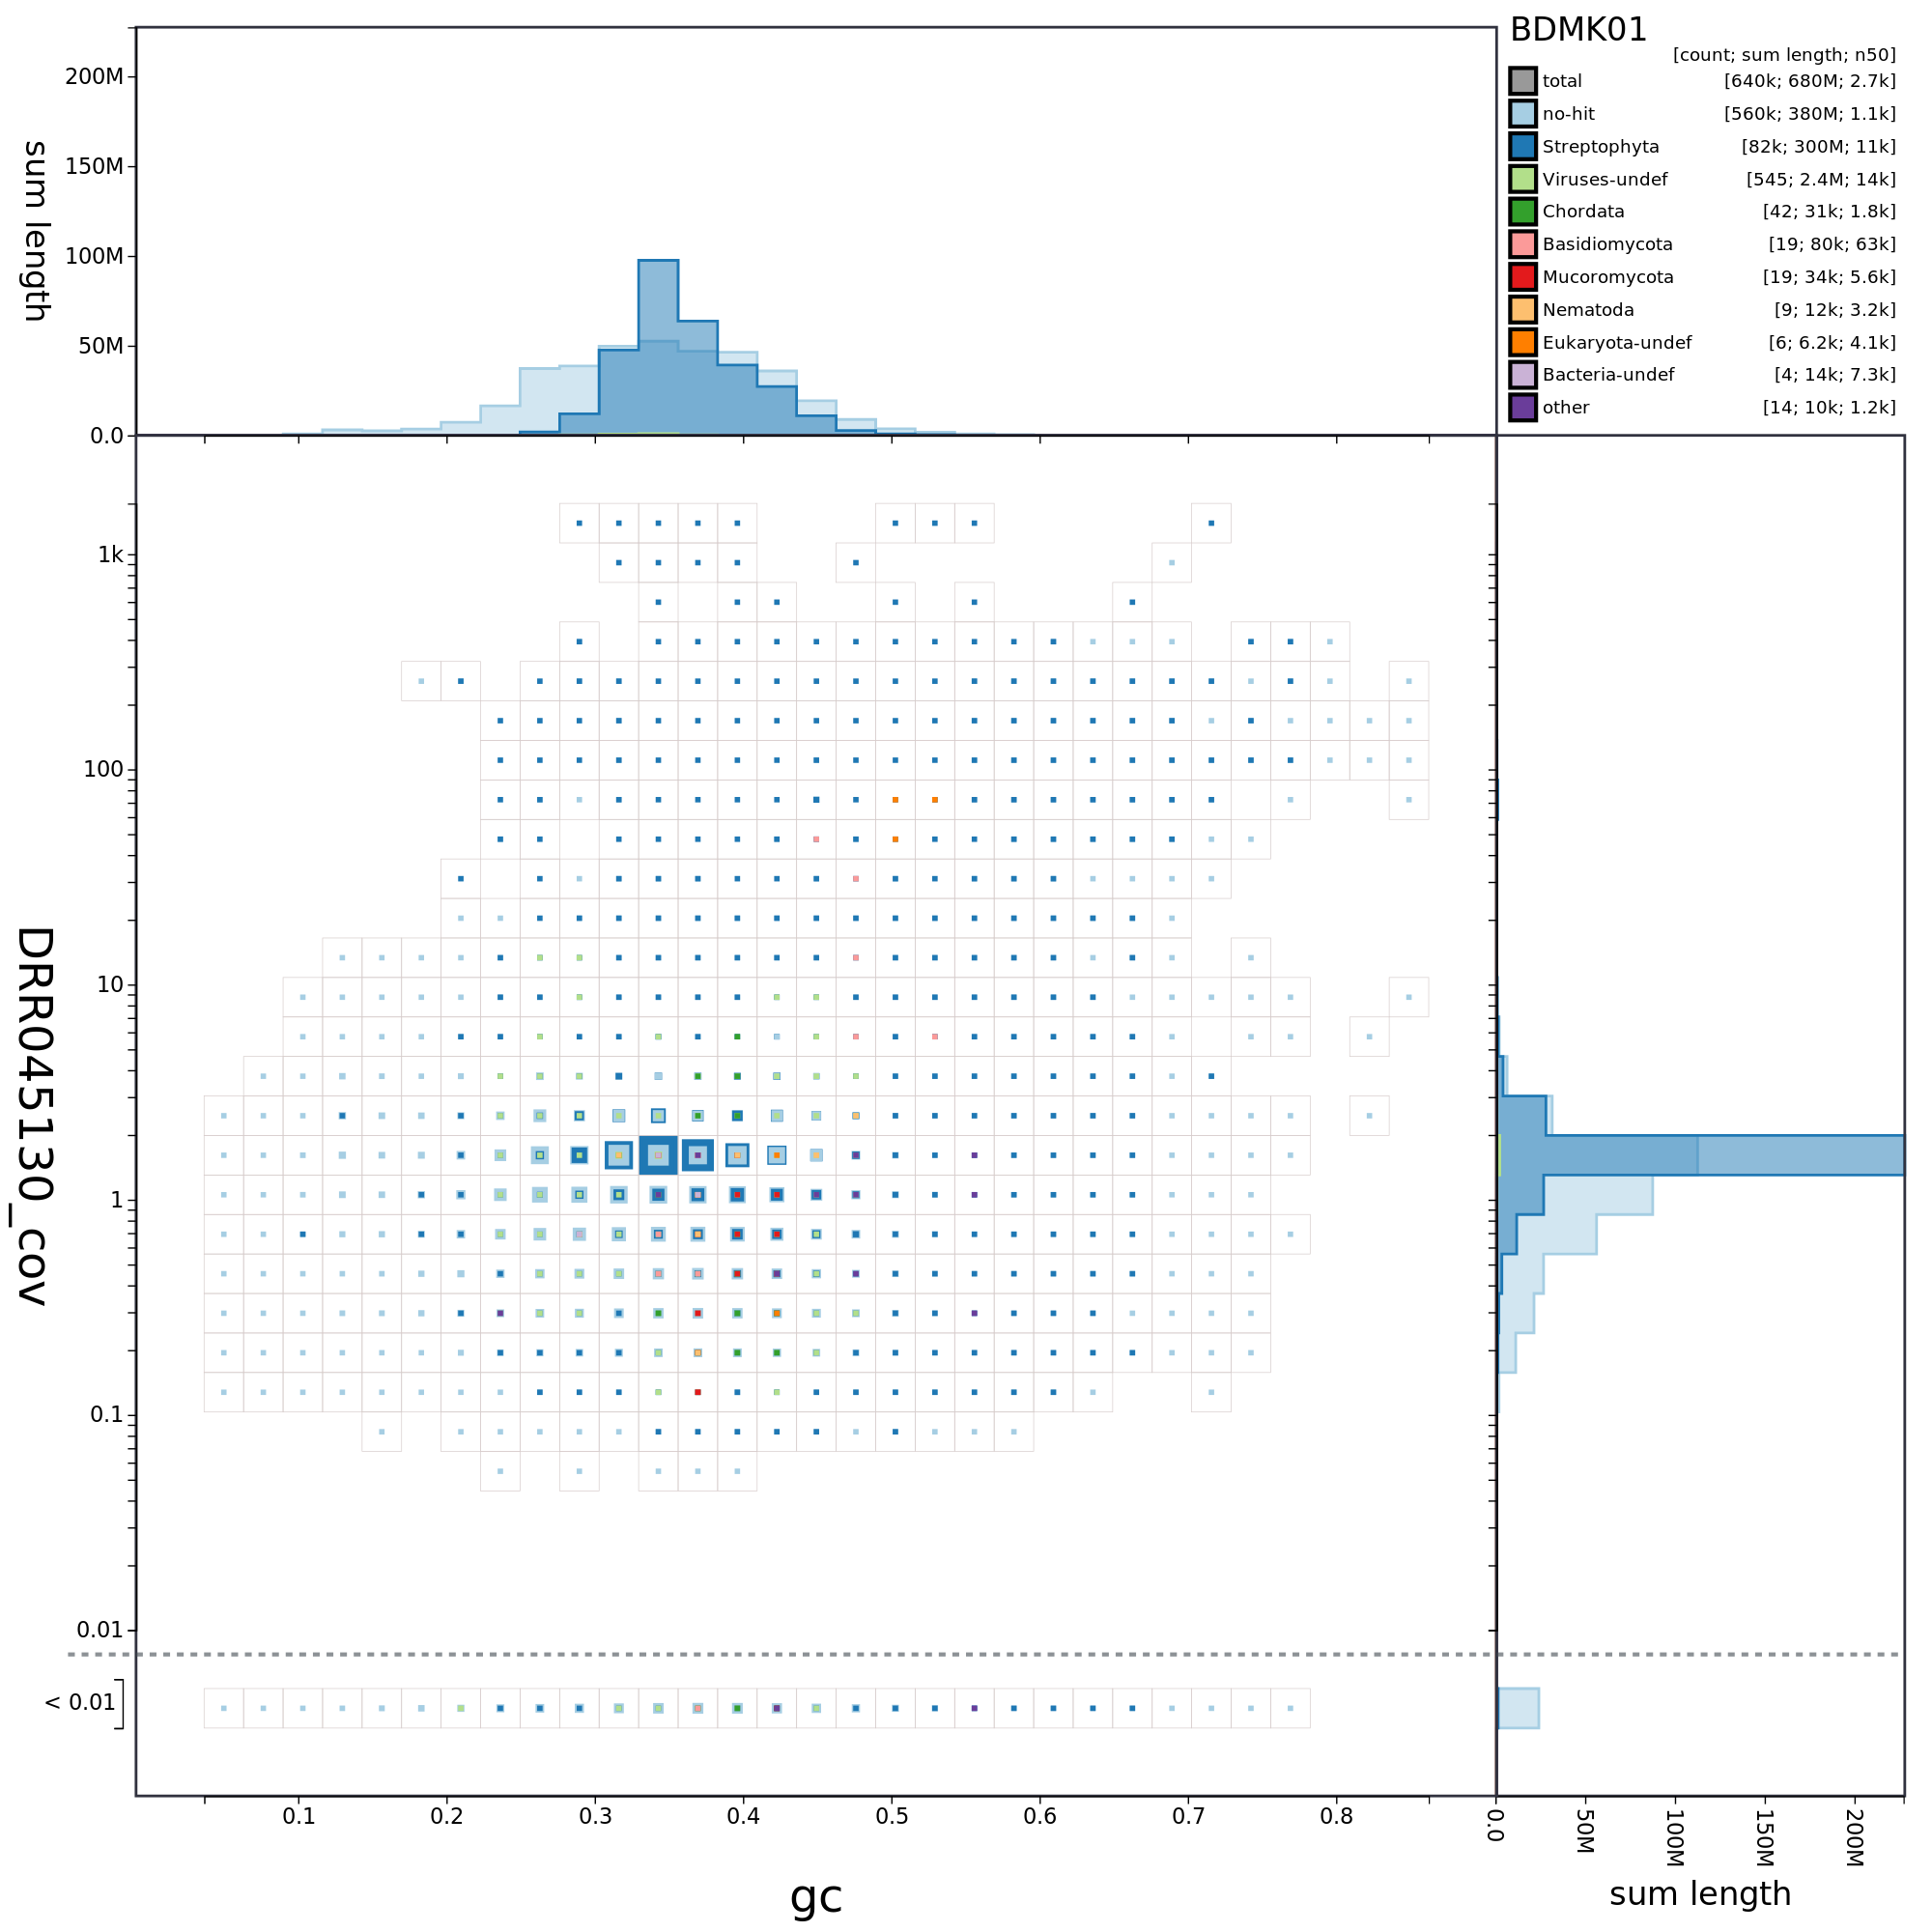 BDMK01
[count; sum length; n50]
total [640k; 680M; 2.7k]
no-hit [560k; 380M; 1.1k]
Streptophyta [82k; 300M; 11k]
Viruses-undef [545; 2.4M; 14k]
Chordata [42; 31k; 1.8k]
Basidiomycota [19; 80k; 63k]
Mucoromycota [19; 34k; 5.6k]
Nematoda [9; 12k; 3.2k]
Eukaryota-undef [6; 6.2k; 4.1k]
Bacteria-undef [4; 14k; 7.3k]
other [14; 10k; 1.2k]
sum length
200M
150M
100M
50M
0.0
DRR045130_cov
1k
100
10
1
0.1
0.01
< 0.01
0.1 0.2 0.3 0.4 0.5 0.6 0.7 0.8
gc
0.0 50M 100M 150M 200M
sum length